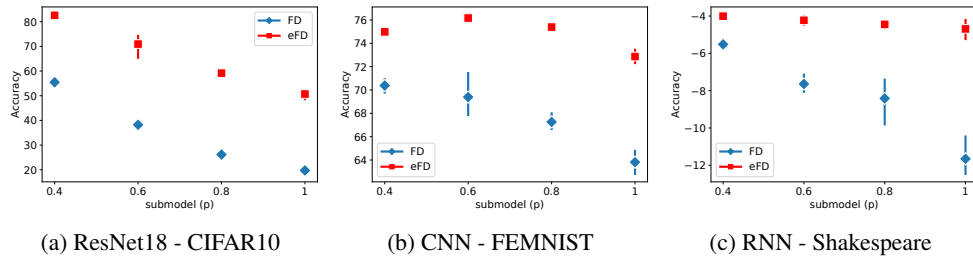 Accuracy
80
70
60
50
40
30
20
FD
eFD
0.4 0.6 0.8 1
submodel (p)
(a) ResNet18 - CIFAR10
Accuracy
76
74
72
70
68
66
64
FD
eFD
0.4 0.6 0.8 1
submodel (p)
(b) CNN - FEMNIST
Accuracy
−4
−6
−8
−10
−12
FD
eFD
0.4 0.6 0.8 1
submodel (p)
(c) RNN - Shakespeare